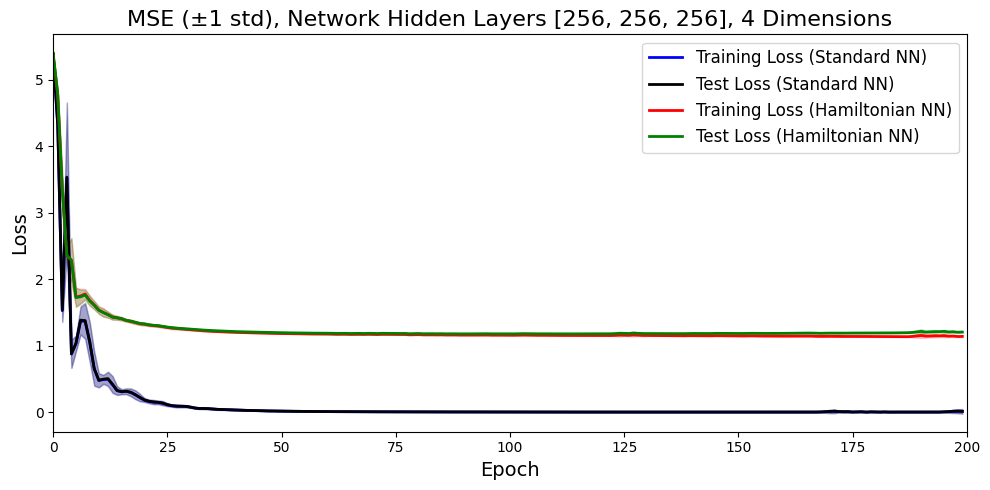 MSE (±1 std), Network Hidden Layers [256, 256, 256], 4 Dimensions
Training Loss (Standard NN)
Test Loss (Standard NN)
Training Loss (Hamiltonian NN)
Test Loss (Hamiltonian NN)
5
4
3
2
1
0
Loss
0 25 50 75 100 125 150 175 200
Epoch